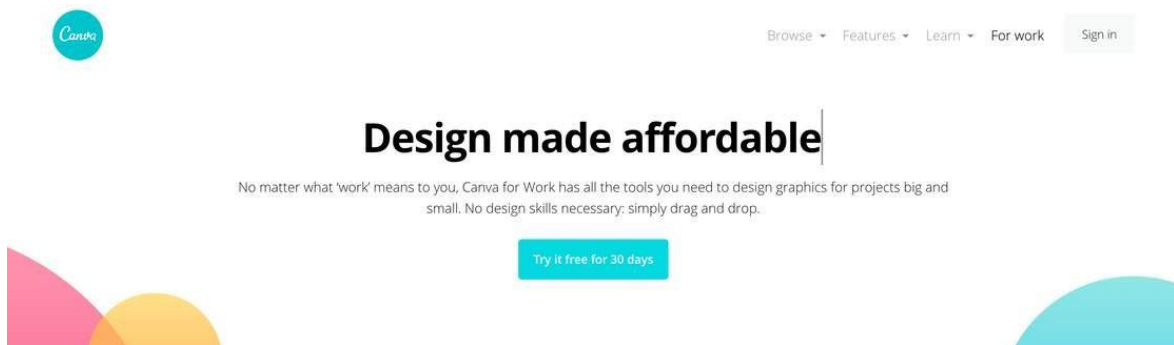 Canva
Browse Features Learn For work Sign in
Design made affordable
No matter what ‘work’ means to you, Canva for Work has all the tools you need to design graphics for projects big and
small. No design skills necessary: simply drag and drop.
Try it free for 30 days